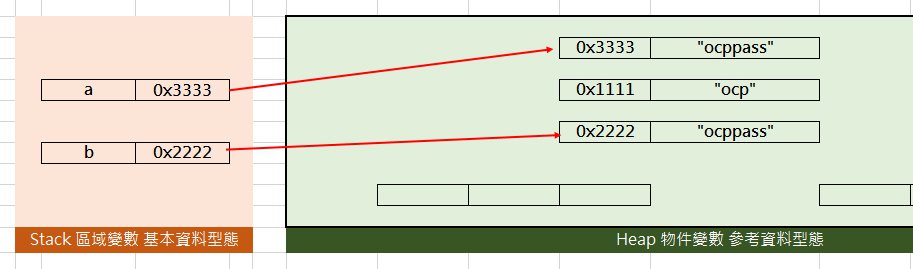 0x3333 "ocppass"
a 0x3333
0x1111 "ocp"
0x2222 "ocppass"
b 0x2222
Stack 區域變數 基本資料型態
Heap 物件變數 參考資料型態